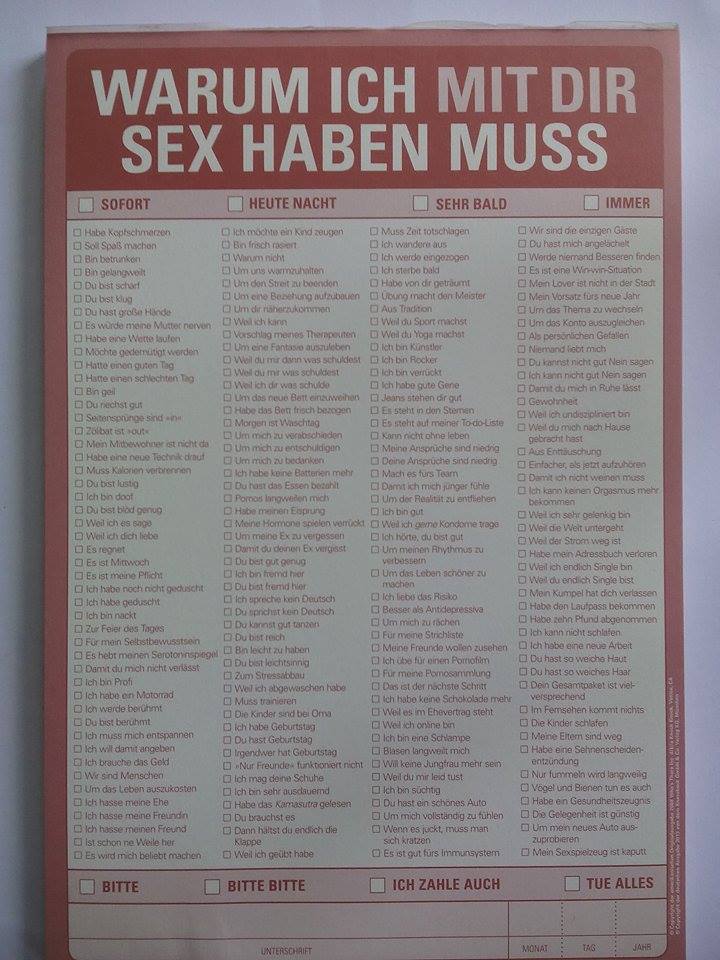 WARUM ICH MIT DIR
SEX HABEN MUSS
SOFORT
HEUTE NACHT
SEHR BALD
IMMER
Habe Kopfschmerzen
Soll Spaß machen
Bin betrunken
Bin gelangweilt
Du bist scharf
Du bist klug
Du hast große Hände
Es würde meine Mutter nerven
Habe eine Wette laufen
Möchte gedemütigt werden
Hatte einen guten Tag
Hatte einen schlechten Tag
Bin geil
Du riechst gut
Seitensprünge sind »in«
Zölibat ist »out«
Mein Mitbewohner ist nicht da
Habe eine neue Technik drauf
Muss Kalorien verbrennen
Du bist lustig
Ich bin doof
Du bist blöd genug
Weil ich es sage
Weil ich dich liebe
Es regnet
Es ist Mittwoch
Es ist meine Pflicht
Ich habe noch nicht geduscht
Ich habe geduscht
Ich bin nackt
Zur Feier des Tages
Für mein Selbstbewusstsein
Es hebt meinen Serotoninspiegel
Damit du mich nicht verlässt
Ich bin Profi
Ich habe ein Motorrad
Ich werde berühmt
Du bist berühmt
Ich muss mich entspannen
Ich will damit angeben
Ich brauche das Geld
Wir sind Menschen
Um das Leben auszukosten
Ich hasse meine Ehe
Ich hasse meine Freundin
Ich hasse meinen Freund
Ist schon ne Weile her
Es wird mich beliebt machen
Ich möchte ein Kind zeugen
Bin frisch rasiert
Warum nicht
Um uns warmzuhalten
Um den Streit zu beenden
Um eine Beziehung aufzubauen
Um dir näherzukommen
Weil ich kann
Vorschlag meines Therapeuten
Um eine Fantasie auszuleben
Weil du mir dann was schuldest
Weil du mir was schuldest
Weil ich dir was schulde
Um das neue Bett einzuweihen
Habe das Bett frisch bezogen
Morgen ist Waschtag
Um mich zu verabschieden
Um mich zu entschuldigen
Um mich zu bedanken
Ich habe keine Batterien mehr
Du hast das Essen bezahlt
Pornos langweilen mich
Habe meinen Eisprung
Meine Hormone spielen verrückt
Um meine Ex zu vergessen
Damit du deinen Ex vergisst
Du bist gut genug
Ich bin fremd hier
Du bist fremd hier
Ich spreche kein Deutsch
Du sprichst kein Deutsch
Du kannst gut tanzen
Du bist reich
Bin leicht zu haben
Du bist leichtsinnig
Zum Stressabbau
Weil ich abgewaschen habe
Muss trainieren
Die Kinder sind bei Oma
Ich habe Geburtstag
Du hast Geburtstag
Irgendwer hat Geburtstag
»Nur Freunde« funktioniert nicht
Ich mag deine Schuhe
Ich bin sehr ausdauernd
Habe das Kamasutra gelesen
Du brauchst es
Dann hältst du endlich die
Klappe
Weil ich geübt habe
Muss Zeit totschlagen
Ich wandere aus
Ich werde eingezogen
Ich sterbe bald
Habe von dir geträumt
Übung macht den Meister
Aus Tradition
Weil du Sport machst
Weil du Yoga machst
Ich bin Künstler
Ich bin Rocker
Ich bin verrückt
Ich habe gute Gene
Jeans stehen dir gut
Es steht in den Sternen
Es steht auf meiner To-do-Liste
Kann nicht ohne leben
Meine Ansprüche sind niedrig
Deine Ansprüche sind niedrig
Mach es fürs Team
Damit ich mich jünger fühle
Um der Realität zu entfliehen
Ich bin gut
Weil ich gerne Kondome trage
Ich hörte, du bist gut
Um meinen Rhythmus zu
verbessern
Um das Leben schöner zu
machen
Ich liebe das Risiko
Besser als Antidepressiva
Um mich zu rächen
Für meine Strichliste
Meine Freunde wollen zusehen
Ich übe für einen Pornofilm
Für meine Pornosammlung
Das ist der nächste Schritt
Ich habe keine Schokolade mehr
Weil es im Ehevertrag steht
Weil ich online bin
Ich bin eine Schlampe
Blasen langweilt mich
Will keine Jungfrau mehr sein
Weil du mir leid tust
Ich bin süchtig
Du hast ein schönes Auto
Um mich vollständig zu fühlen
Wenn es juckt, muss man
sich kratzen
Es ist gut fürs Immunsystem
Wir sind die einzigen Gäste
Du hast mich angelächelt
Werde niemand Besseren finden
Es ist eine Win-win-Situation
Mein Lover ist nicht in der Stadt
Mein Vorsatz fürs neue Jahr
Um das Thema zu wechseln
Um das Konto auszugleichen
Als persönlichen Gefallen
Niemand liebt mich
Du kannst nicht gut Nein sagen
Ich kann nicht gut Nein sagen
Damit du mich in Ruhe lässt
Gewohnheit
Weil ich undiszipliniert bin
Weil du mich nach Hause
gebracht hast
Aus Enttäuschung
Einfacher, als jetzt aufzuhören
Damit ich nicht weinen muss
Ich kann keinen Orgasmus mehr
bekommen
Weil ich sehr gelenkig bin
Weil die Welt untergeht
Weil der Strom weg ist
Habe mein Adressbuch verloren
Weil ich endlich Single bin
Weil du endlich Single bist
Mein Kumpel hat dich verlassen
Habe den Laufpass bekommen
Habe zehn Pfund abgenommen
Ich kann nicht schlafen
Ich habe eine neue Arbeit
Du hast so weiche Haut
Du hast so weiches Haar
Dein Gesamtpaket ist viel-
versprechend
Im Fernsehen kommt nichts
Die Kinder schlafen
Meine Eltern sind weg
Habe eine Sehnenscheiden-
entzündung
Nur fummeln wird langweilig
Vögel und Bienen tun es auch
Habe ein Gesundheitszeugnis
Die Gelegenheit ist günstig
Um mein neues Auto aus-
zuprobieren
Mein Sexspielzeug ist kaputt
BITTE
BITTE BITTE
ICH ZAHLE AUCH
TUE ALLES
UNTERSCHRIFT
MONAT
TAG
JAHR